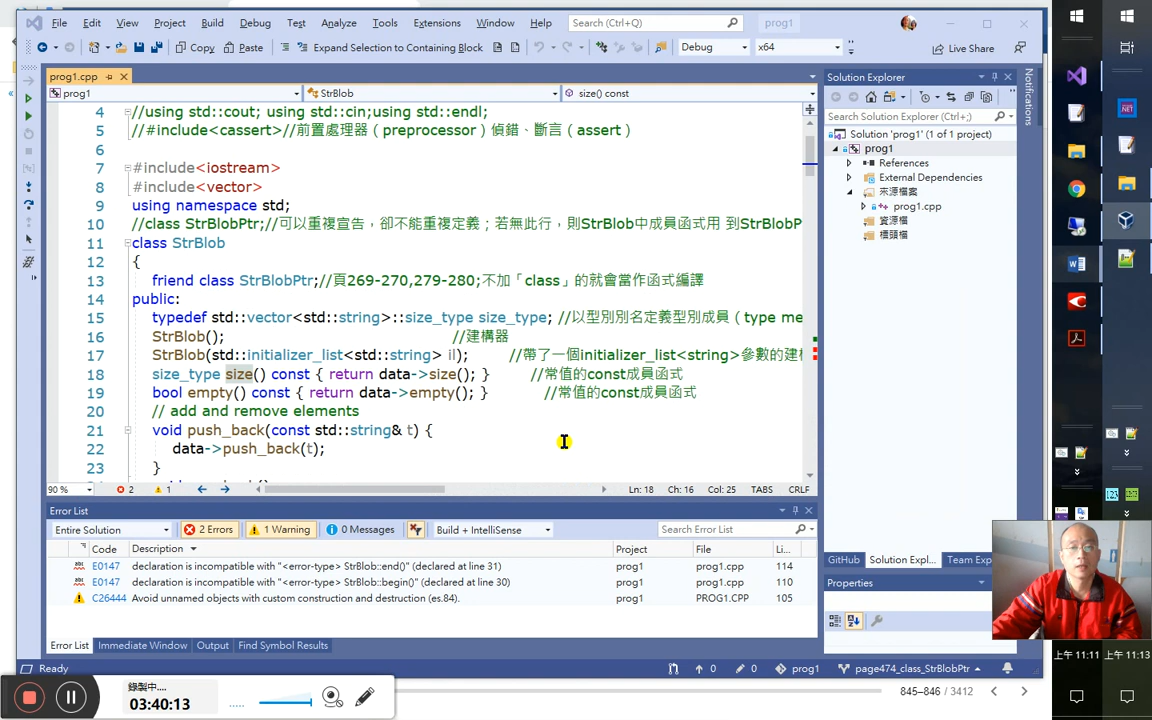 File Edit View Project Build Debug Test Analyze Tools Extensions Window Help Search (Ctrl+Q) prog1
Copy Paste Expand Selection to Containing Block Debug x64 Live Share
prog1.cpp
prog1 StrBlob size() const
4 //using std::cout; using std::cin;using std::endl;
5 //#include<cassert>//前置處理器（preprocessor）偵錯、斷言（assert）
6
7 #include<iostream>
8 #include<vector>
9 using namespace std;
10 //class StrBlobPtr;//可以重複宣告，卻不能重複定義；若無此行，則StrBlob中成員函式用 到StrBlobP
11 class StrBlob
12 {
13 friend class StrBlobPtr;//頁269-270,279-280;不加「class」的就會當作函式編譯
14 public:
15 typedef std::vector<std::string>::size_type size_type; //以型別別名定義型別成員（type me
16 StrBlob(); //建構器
17 StrBlob(std::initializer_list<std::string> il); //帶了一個initializer_list<string>參數的建構
18 size_type size() const { return data->size(); } //常值的const成員函式
19 bool empty() const { return data->empty(); } //常值的const成員函式
20 // add and remove elements
21 void push_back(const std::string& t) {
22 data->push_back(t);
23 }
90 % 2 1 Ln: 18 Ch: 16 Col: 25 TABS CRLF
Error List
Entire Solution 2 Errors 1 Warning 0 Messages Build + IntelliSense Search Error List
Code Description Project File Li...
E0147 declaration is incompatible with "<error-type> StrBlob::end()" (declared at line 31) prog1 prog1.cpp 114
E0147 declaration is incompatible with "<error-type> StrBlob::begin()" (declared at line 30) prog1 prog1.cpp 110
C26444 Avoid unnamed objects with custom construction and destruction (es.84). prog1 PROG1.CPP 105
Error List Immediate Window Output Find Symbol Results
Ready 0 0 prog1 page474_class_StrBlobPtr
Solution Explorer
Search Solution Explorer (Ctrl+;)
Solution 'prog1' (1 of 1 project)
prog1
References
External Dependencies
來源檔案
prog1.cpp
資源檔
標頭檔
GitHub Solution Expl... Team Exp
Properties
Notifications
錄製中....
03:40:13
845–846 / 3412
上午 11:11 上午 11:13